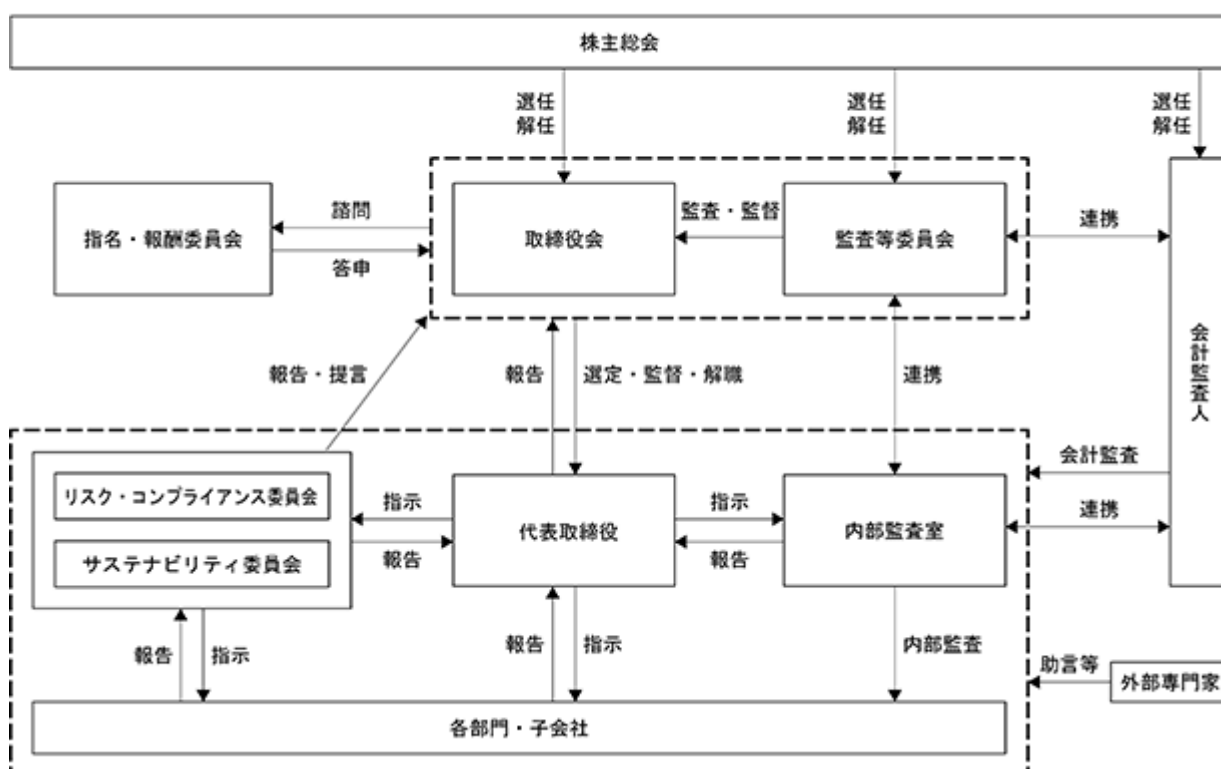 株主総会
選任
解任
選任
解任
選任
解任
指名・報酬委員会
諮問
答申
取締役会
監査・監督
監査等委員会
連携
会計監査人
報告・提言
報告
選定・監督・解職
連携
リスク・コンプライアンス委員会
サステナビリティ委員会
指示
報告
代表取締役
指示
報告
内部監査室
会計監査
連携
報告
指示
報告
指示
内部監査
助言等
外部専門家
各部門・子会社